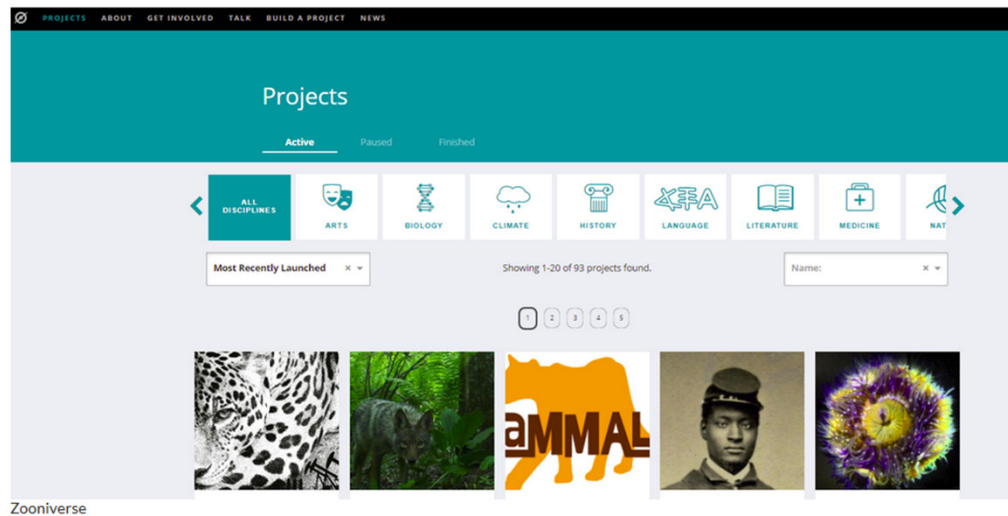 PROJECTS ABOUT GET INVOLVED TALK BUILD A PROJECT NEWS
Projects
Active Paused Finished
ALL
DISCIPLINES
ARTS BIOLOGY CLIMATE HISTORY LANGUAGE LITERATURE MEDICINE NAT
Most Recently Launched × Showing 1-20 of 93 projects found. Name: ×
1 2 3 4 5
aMMAL
Zooniverse